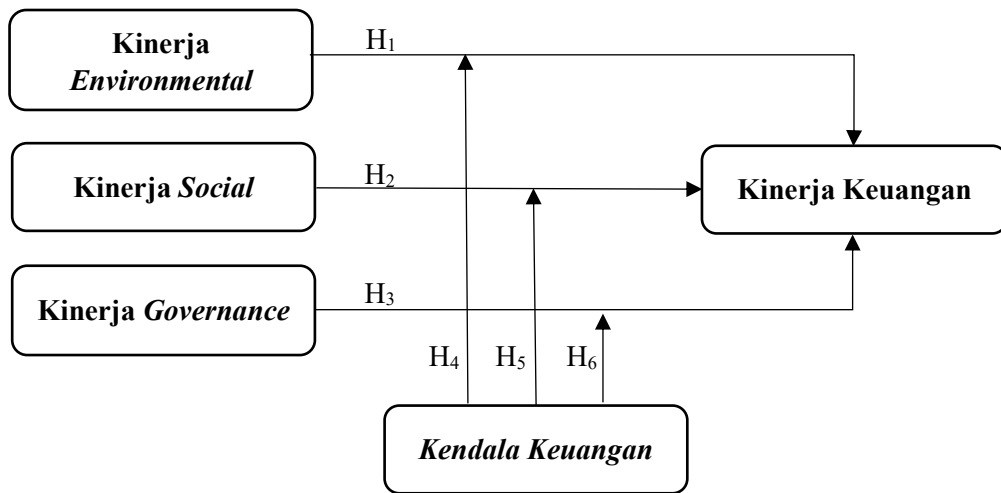 Kinerja
Environmental
H₁
Kinerja Social
H₂
Kinerja Keuangan
Kinerja Governance
H₃
H₄
H₅
H₆
Kendala Keuangan